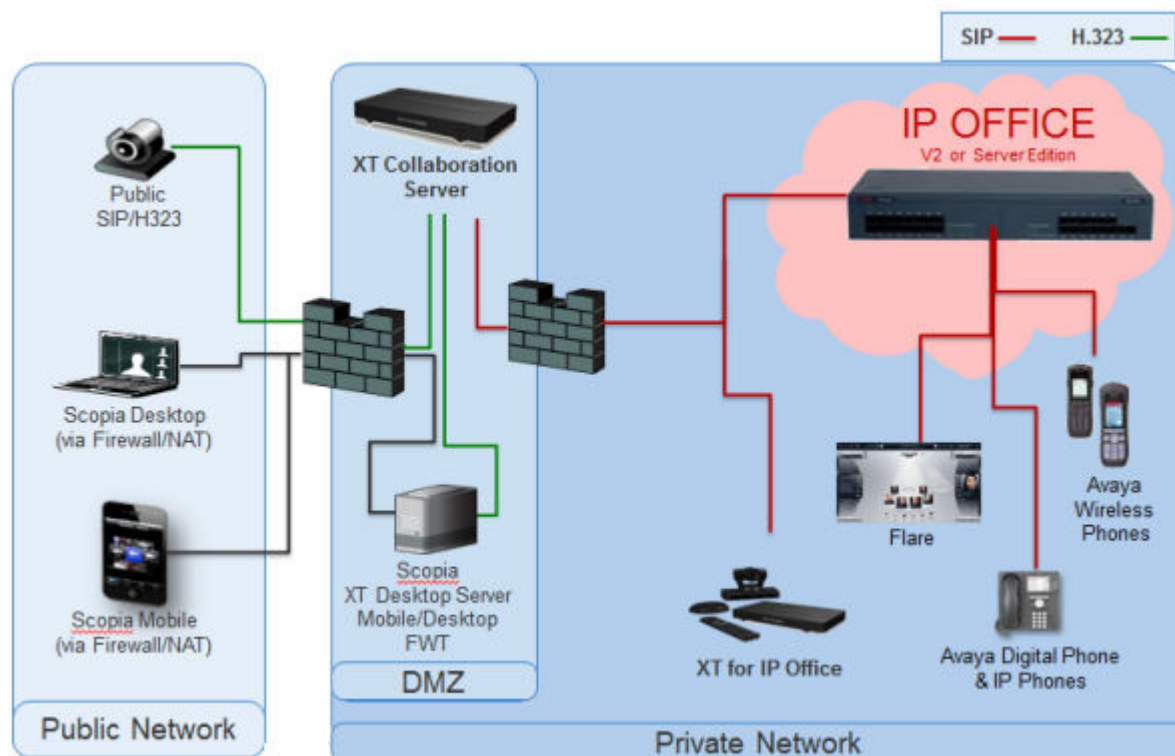 SIP H.323
Public
SIP/H323
Scopia Desktop
(via Firewall/NAT)
Scopia Mobile
(via Firewall/NAT)
Public Network
XT Collaboration
Server
Scopia
XT Desktop Server
Mobile/Desktop
FWT
DMZ
IP OFFICE
V2 or Server Edition
Flare
Avaya
Wireless
Phones
XT for IP Office
Avaya Digital Phone
& IP Phones
Private Network